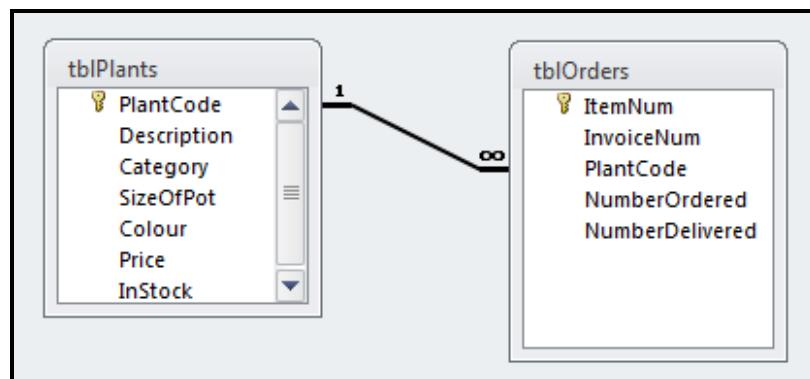 tblPlants
PlantCode
Description
Category
SizeOfPot
Colour
Price
InStock
1
∞
tblOrders
ItemNum
InvoiceNum
PlantCode
NumberOrdered
NumberDelivered